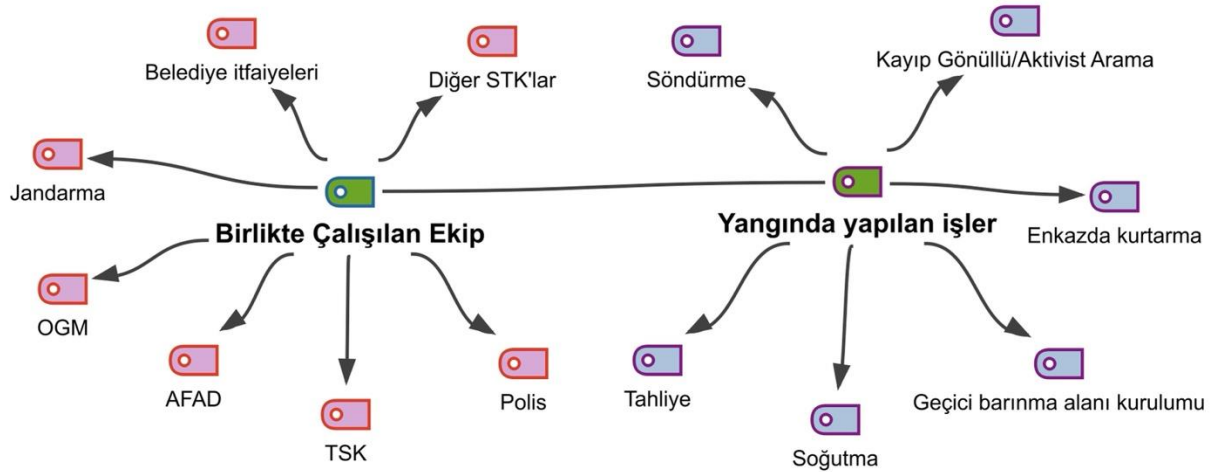 Belediye itfaiyeleri
Diğer STK'lar
Söndürme
Kayıp Gönüllü/Aktivist Arama
Jandarma
Birlikte Çalışılan Ekip
Yangında yapılan işler
Enkazda kurtarma
OGM
AFAD
TSK
Polis
Tahliye
Soğutma
Geçici barınma alanı kurulumu